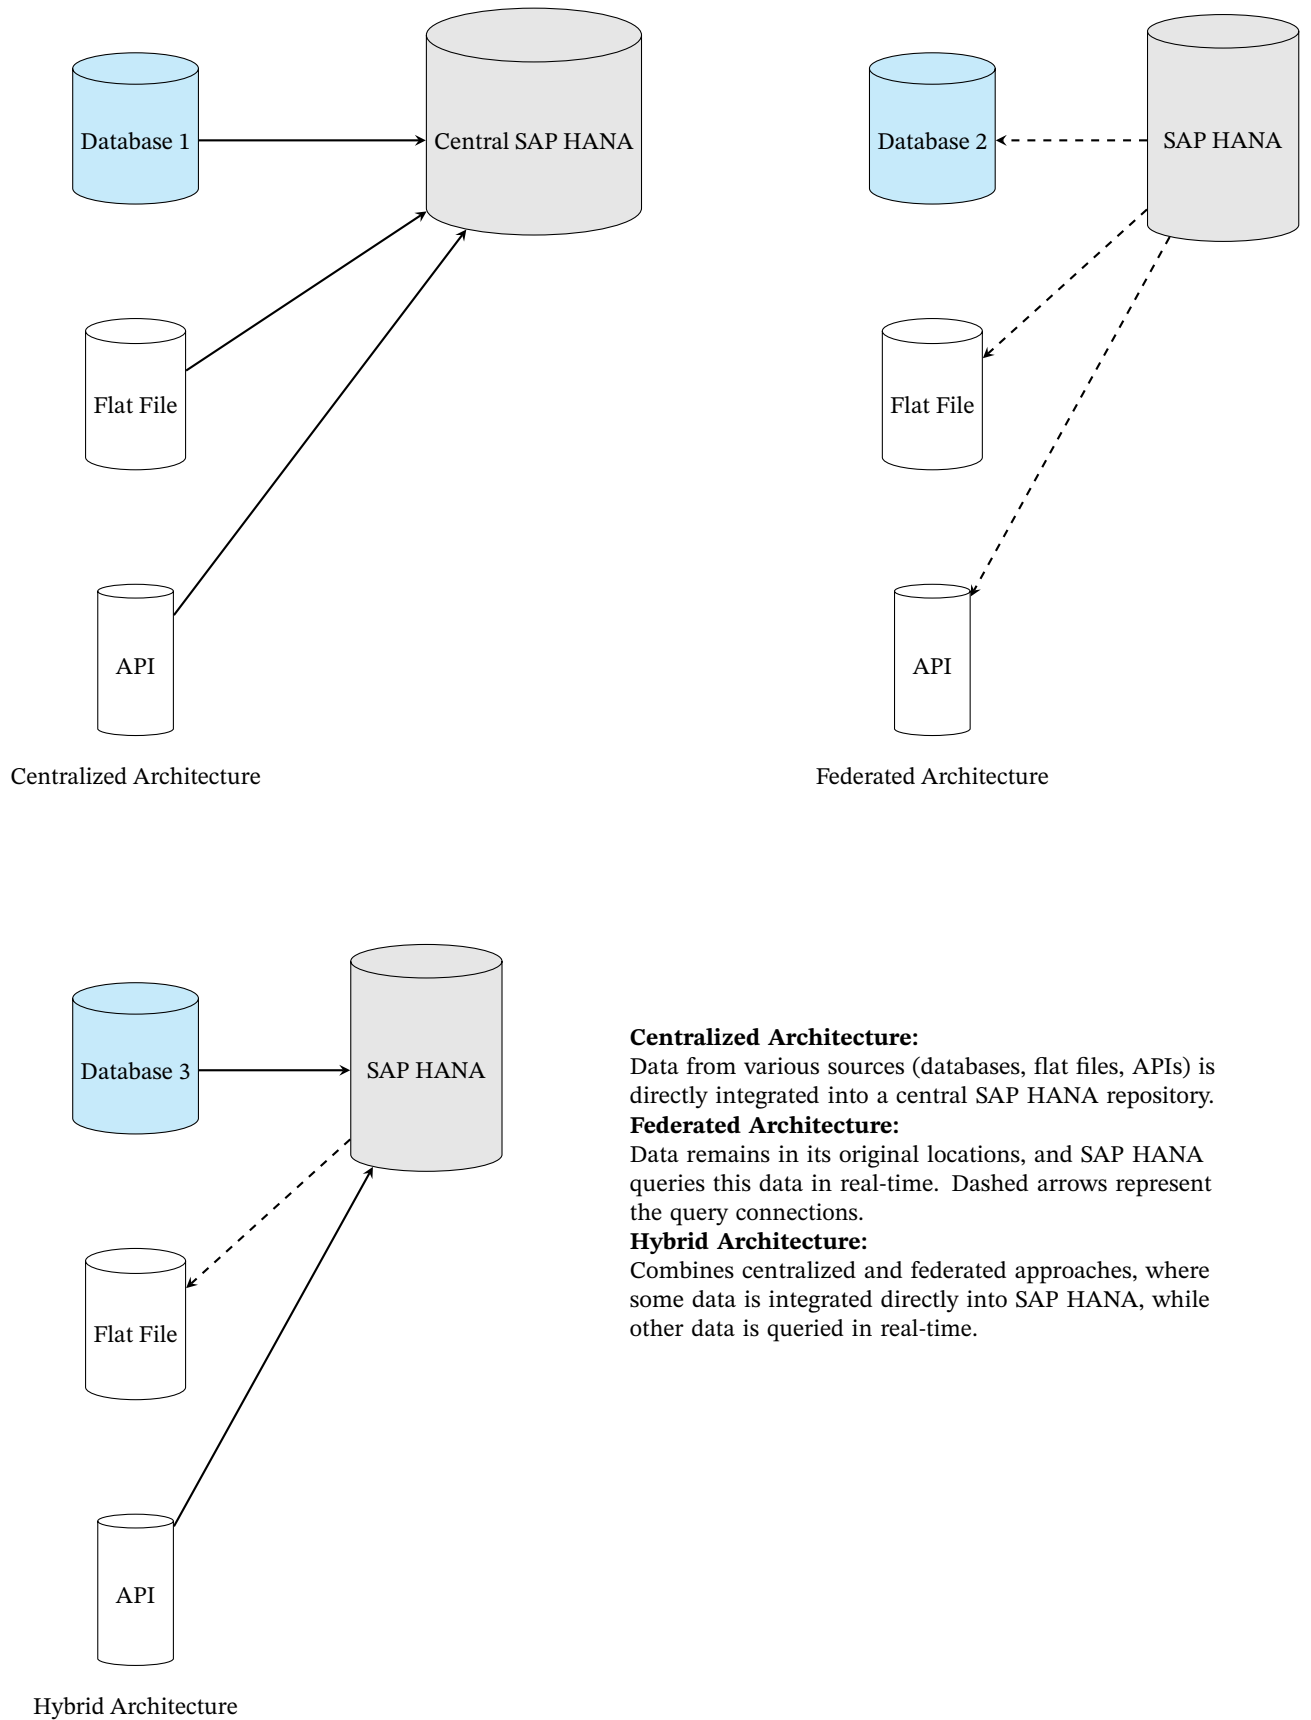 Database 1
Central SAP HANA
Flat File
API
Centralized Architecture
Database 2
SAP HANA
Flat File
API
Federated Architecture
Database 3
SAP HANA
Flat File
API
Hybrid Architecture
Centralized Architecture:
Data from various sources (databases, flat files, APIs) is
directly integrated into a central SAP HANA repository.
Federated Architecture:
Data remains in its original locations, and SAP HANA
queries this data in real-time. Dashed arrows represent
the query connections.
Hybrid Architecture:
Combines centralized and federated approaches, where
some data is integrated directly into SAP HANA, while
other data is queried in real-time.